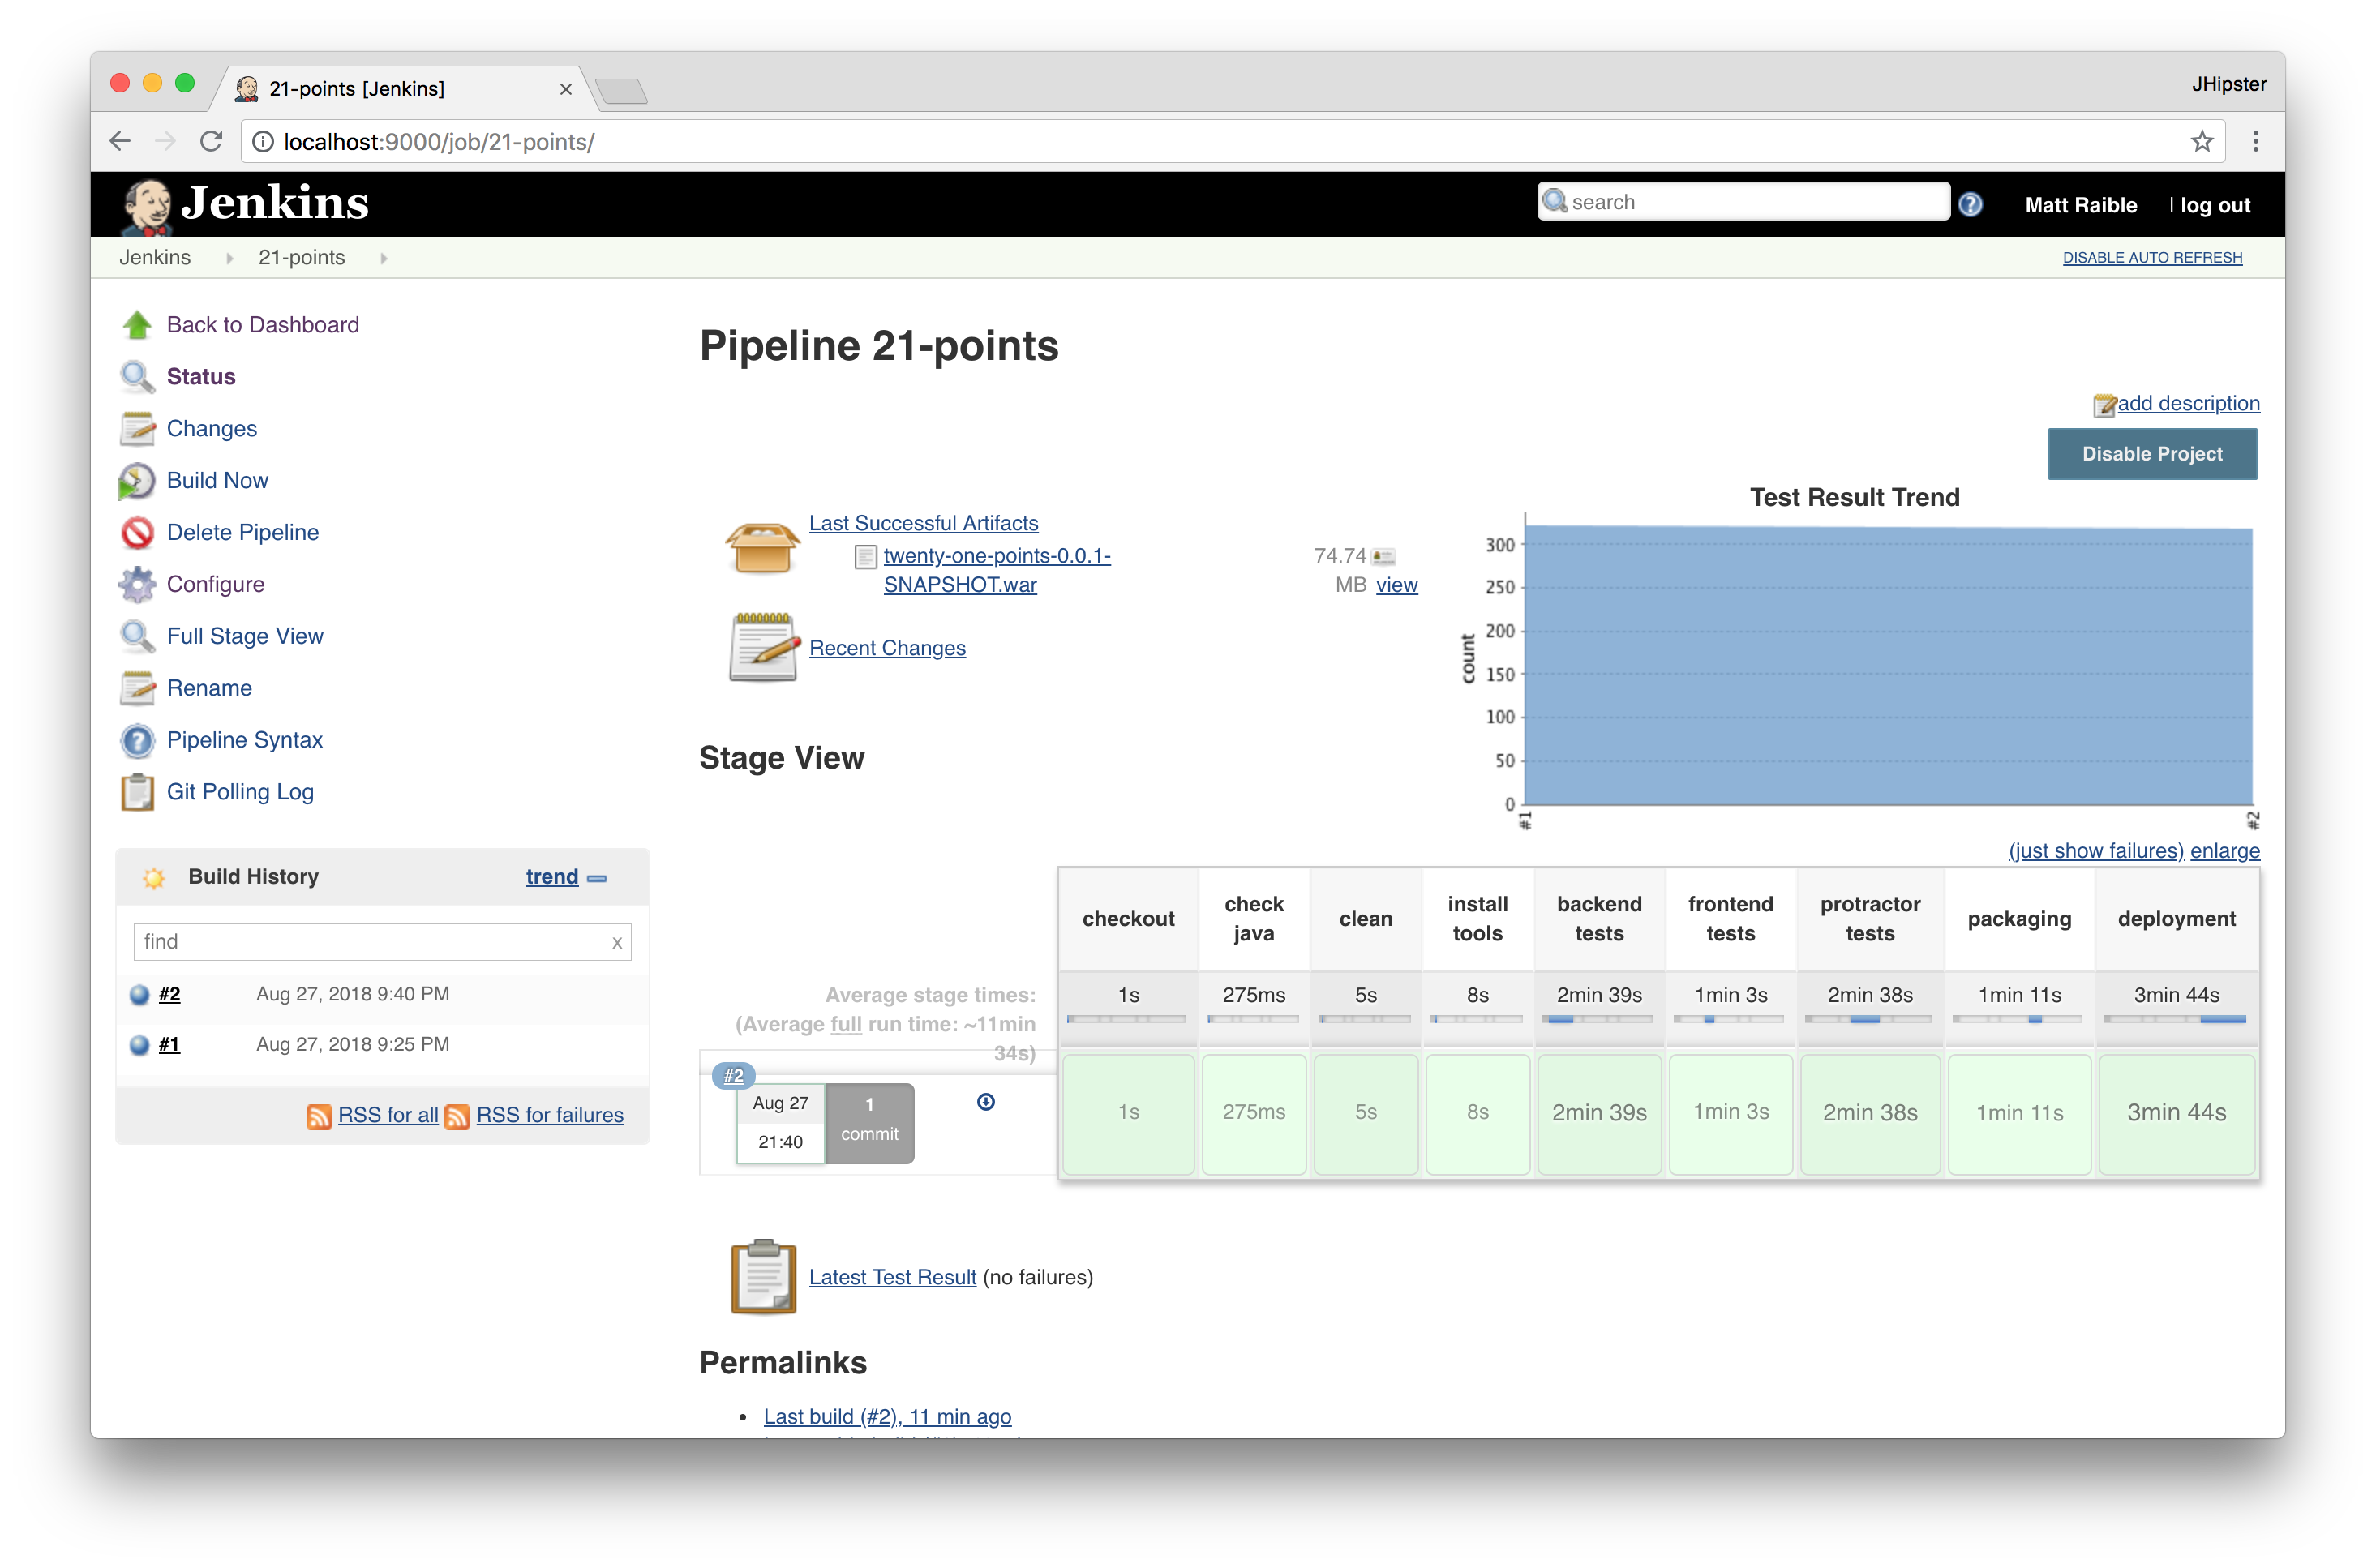 21-points [Jenkins]
JHipster
localhost:9000/job/21-points/
Jenkins
search
Matt Raible
| log out
Jenkins
21-points
DISABLE AUTO REFRESH
Back to Dashboard
Status
Changes
Build Now
Delete Pipeline
Configure
Full Stage View
Rename
Pipeline Syntax
Git Polling Log
Build History
trend
find
x
#2 Aug 27, 2018 9:40 PM
#1 Aug 27, 2018 9:25 PM
RSS for all RSS for failures
Pipeline 21-points
add description
Disable Project
Last Successful Artifacts
twenty-one-points-0.0.1-
SNAPSHOT.war
74.74
MB view
Recent Changes
Test Result Trend
count
300
250
200
150
100
50
0
#1
#2
(just show failures) enlarge
Stage View
checkout
check
java
clean
install
tools
backend
tests
frontend
tests
protractor
tests
packaging
deployment
Average stage times:
(Average full run time: ~11min
34s)
1s 275ms 5s 8s 2min 39s 1min 3s 2min 38s 1min 11s 3min 44s
#2
Aug 27
21:40
1
commit
1s 275ms 5s 8s 2min 39s 1min 3s 2min 38s 1min 11s 3min 44s
Latest Test Result (no failures)
Permalinks
Last build (#2), 11 min ago